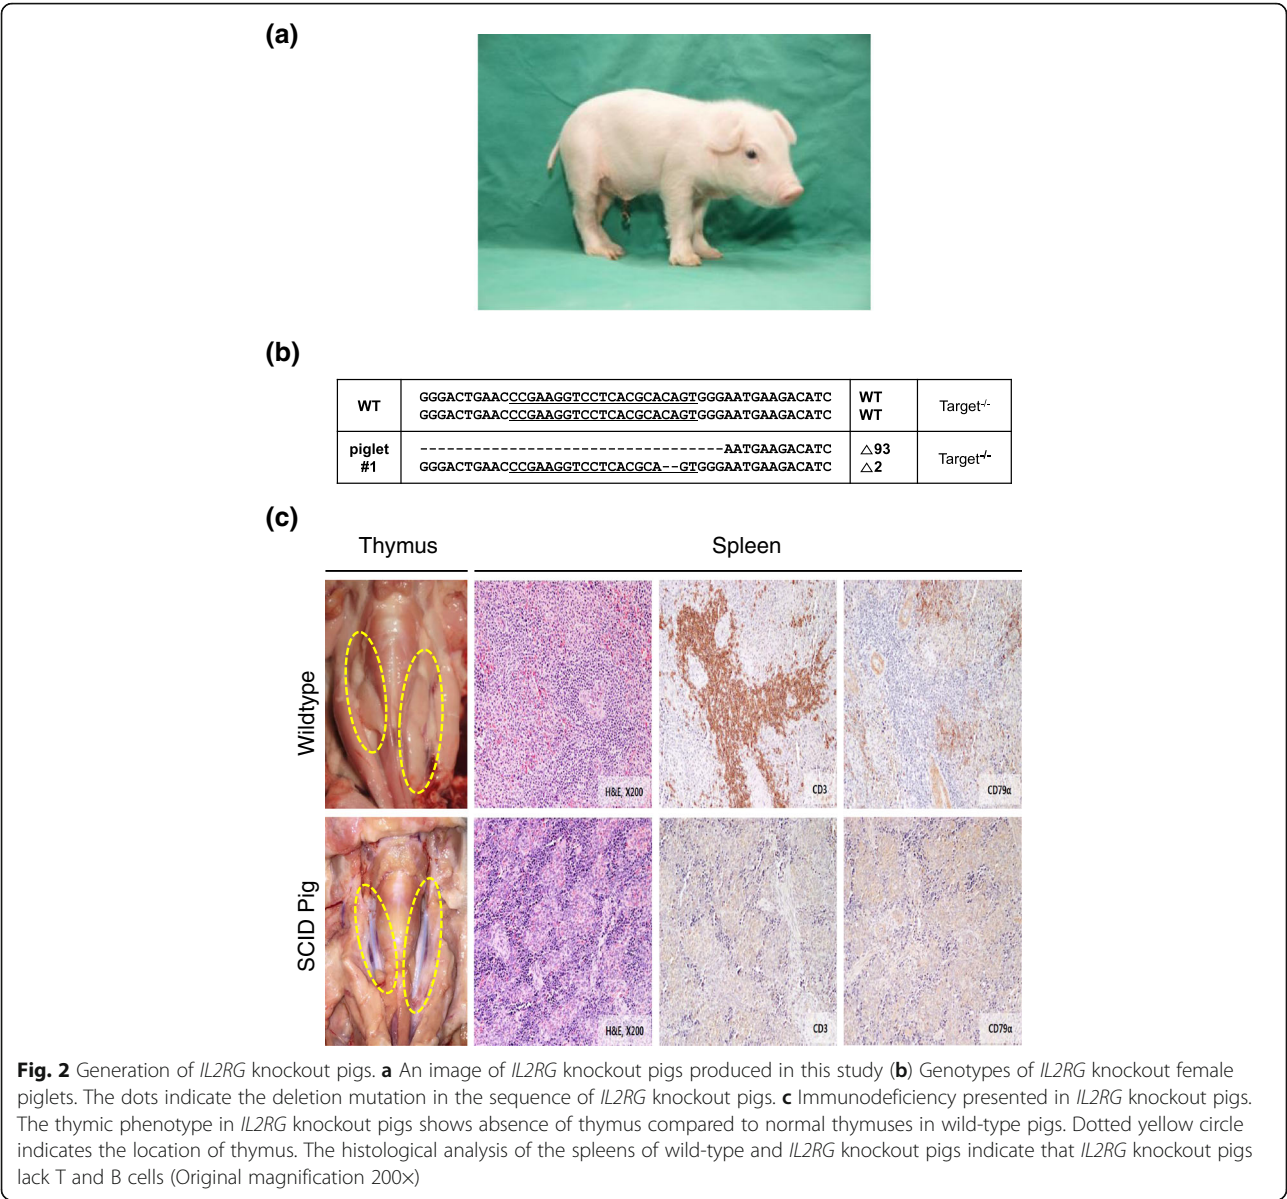 (a)
(b)
WT
GGGACTGAACCCGAAGGTCCTCACGCACAGTGGGAATGAAGACATC
GGGACTGAACCCGAAGGTCCTCACGCACAGTGGGAATGAAGACATC
WT
WT
Target-/-
piglet
#1
----------------------------------AATGAAGACATC
GGGACTGAACCCGAAGGTCCTCACGCA--GTGGGAATGAAGACATC
△93
△2
Target-/-
(c)
Thymus
Spleen
Wildtype
H&E, X200
CD3
CD79α
SCID Pig
H&E, X200
CD3
CD79α
Fig. 2 Generation of IL2RG knockout pigs. a An image of IL2RG knockout pigs produced in this study (b) Genotypes of IL2RG knockout female
piglets. The dots indicate the deletion mutation in the sequence of IL2RG knockout pigs. c Immunodeficiency presented in IL2RG knockout pigs.
The thymic phenotype in IL2RG knockout pigs shows absence of thymus compared to normal thymuses in wild-type pigs. Dotted yellow circle
indicates the location of thymus. The histological analysis of the spleens of wild-type and IL2RG knockout pigs indicate that IL2RG knockout pigs
lack T and B cells (Original magnification 200×)